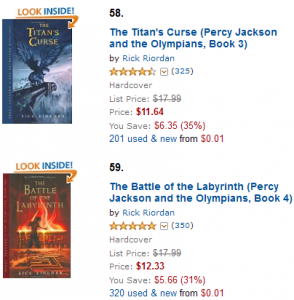 LOOK INSIDE!
THE
TITAN'S
CURSE
RICK RIORDAN
58.
The Titan's Curse (Percy Jackson
and the Olympians, Book 3)
by Rick Riordan
(325)
Hardcover
List Price: $17.99
Price: $11.64
You Save: $6.35 (35%)
201 used & new from $0.01
LOOK INSIDE!
THE BATTLE
OF THE
LABYRINTH
RICK RIORDAN
59.
The Battle of the Labyrinth (Percy
Jackson and the Olympians, Book 4)
by Rick Riordan
(350)
Hardcover
List Price: $17.99
Price: $12.33
You Save: $5.66 (31%)
320 used & new from $0.01